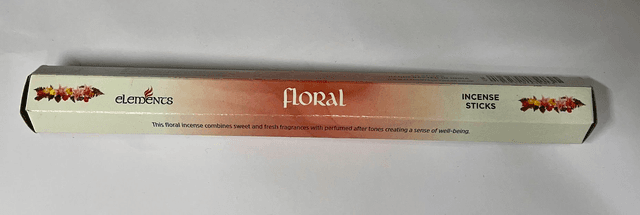 elements
floral
INCENSE
STICKS
This floral incense combines sweet and fresh fragrances with perfumed after tones creating a sense of well-being.